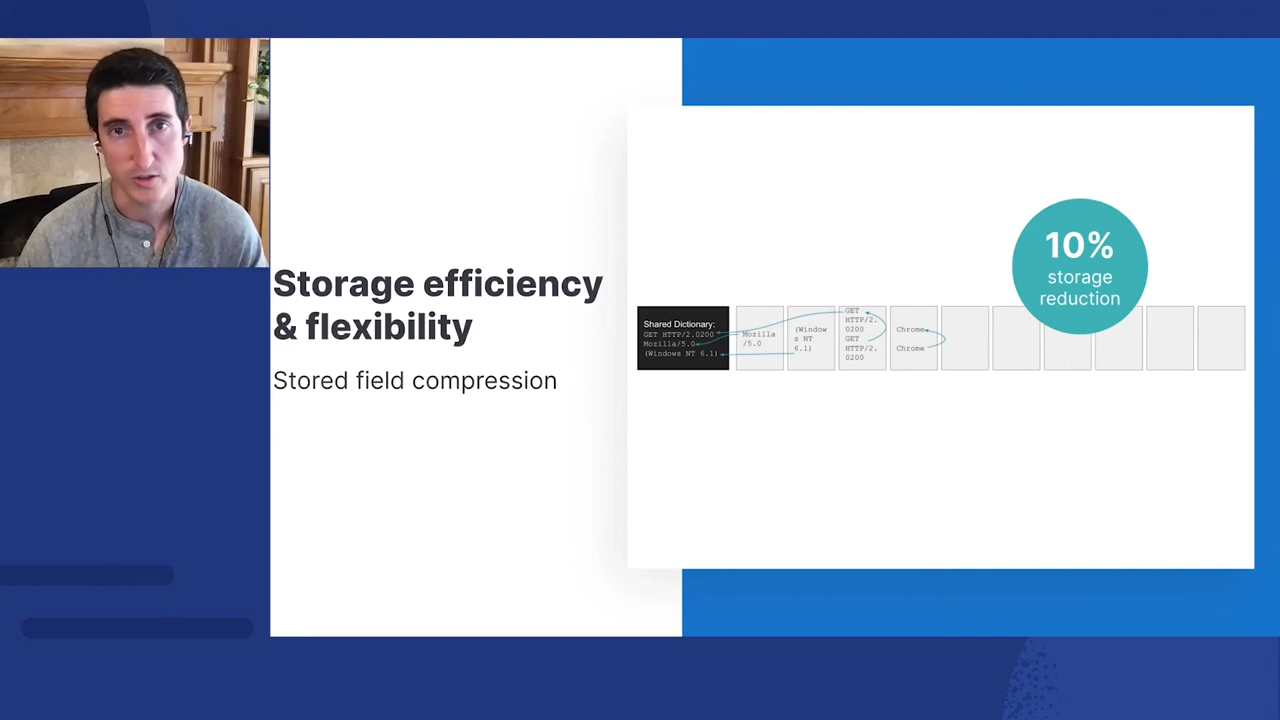 Storage efficiency
& flexibility
Stored field compression
10%
storage
reduction
Shared Dictionary:
GET HTTP/2.0200
Mozilla/5.0
(Windows NT 6.1)
Mozilla
/5.0
(Window
s NT
6.1)
GET
HTTP/2.
0200
GET
HTTP/2.
0200
Chrome
Chrome